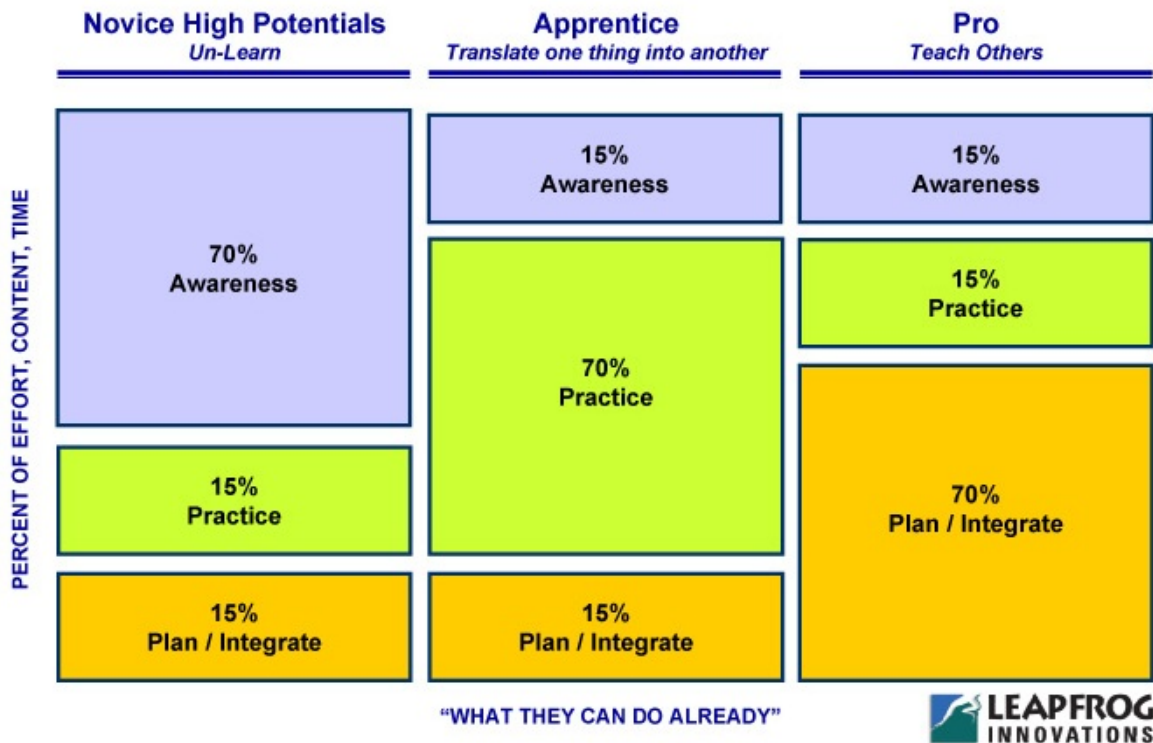 Novice High Potentials
Un-Learn
Apprentice
Translate one thing into another
Pro
Teach Others
PERCENT OF EFFORT, CONTENT, TIME
70%
Awareness
15%
Practice
15%
Plan / Integrate
15%
Awareness
70%
Practice
15%
Plan / Integrate
15%
Awareness
15%
Practice
70%
Plan / Integrate
“WHAT THEY CAN DO ALREADY”
LEAPFROG
INNOVATIONS